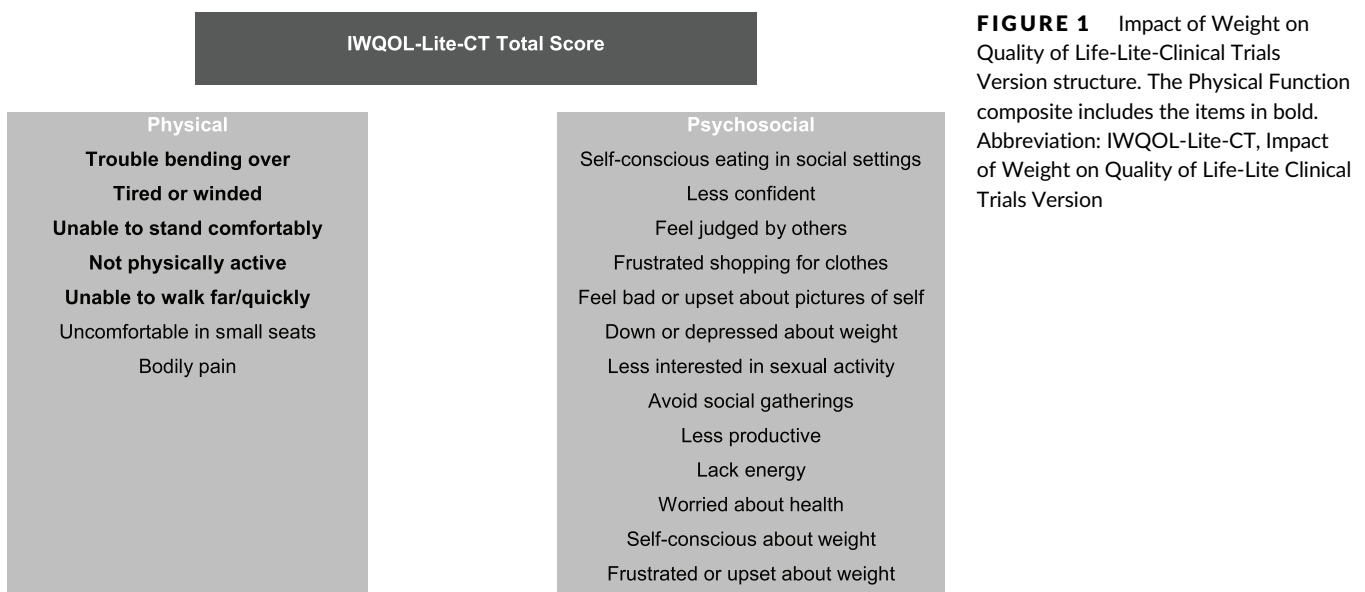 IWQOL-Lite-CT Total Score
Physical
Trouble bending over
Tired or winded
Unable to stand comfortably
Not physically active
Unable to walk far/quickly
Uncomfortable in small seats
Bodily pain
Psychosocial
Self-conscious eating in social settings
Less confident
Feel judged by others
Frustrated shopping for clothes
Feel bad or upset about pictures of self
Down or depressed about weight
Less interested in sexual activity
Avoid social gatherings
Less productive
Lack energy
Worried about health
Self-conscious about weight
Frustrated or upset about weight
FIGURE 1 Impact of Weight on
Quality of Life-Lite-Clinical Trials
Version structure. The Physical Function
composite includes the items in bold.
Abbreviation: IWQOL-Lite-CT, Impact
of Weight on Quality of Life-Lite Clinical
Trials Version